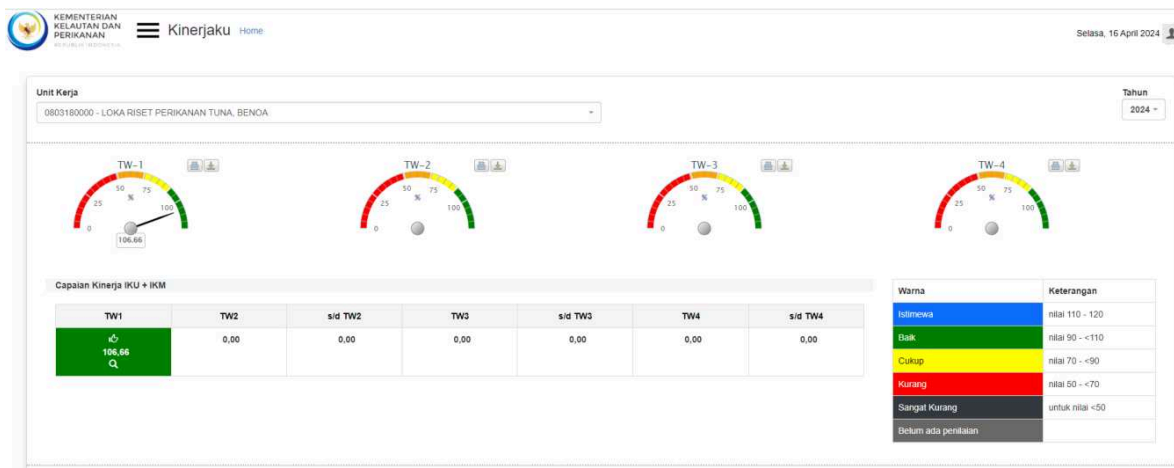 KEMENTERIAN
KELAUTAN DAN
PERIKANAN
REPUBLIK INDONESIA
Kinerjaku Home
Selasa, 16 April 2024
Unit Kerja
Tahun
0803180000 - LOKA RISET PERIKANAN TUNA, BENOA
2024
TW-1
0 25 50 75 100
%
106.66
TW-2
0 25 50 75 100
%
TW-3
0 25 50 75 100
%
TW-4
0 25 50 75 100
%
Capaian Kinerja IKU + IKM
TW1 TW2 s/d TW2 TW3 s/d TW3 TW4 s/d TW4
106,66 0,00 0,00 0,00 0,00 0,00 0,00
Warna Keterangan
Istimewa nilai 110 - 120
Baik nilai 90 - <110
Cukup nilai 70 - <90
Kurang nilai 50 - <70
Sangat Kurang untuk nilai <50
Belum ada penilaian